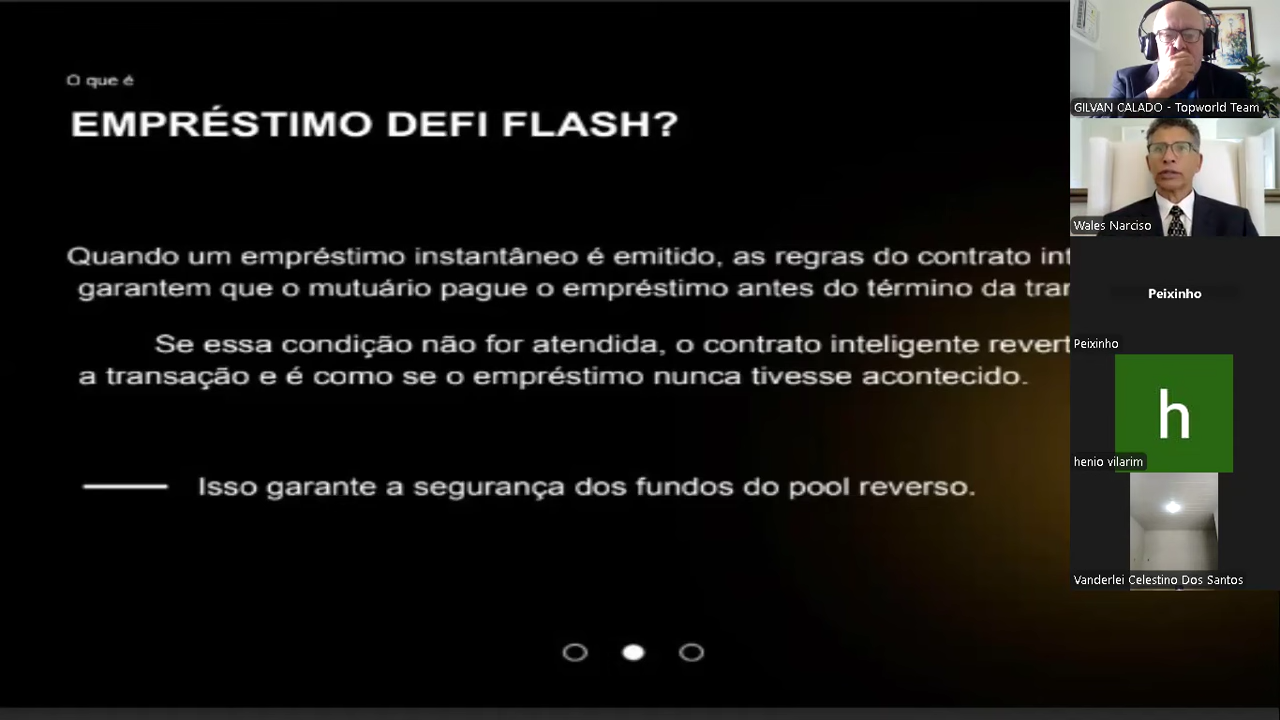 O que é
EMPRÉSTIMO DEFI FLASH?
Quando um empréstimo instantâneo é emitido, as regras do contrato
garantem que o mutuário pague o empréstimo antes do término da
Se essa condição não for atendida, o contrato inteligente
a transação e é como se o empréstimo nunca tivesse acontecido.
Isso garante a segurança dos fundos do pool reverso.
GILVAN CALADO - Topworld Team
Wales Narciso
Peixinho
Peixinho
h
henio vilarim
Vanderlei Celestino Dos Santos